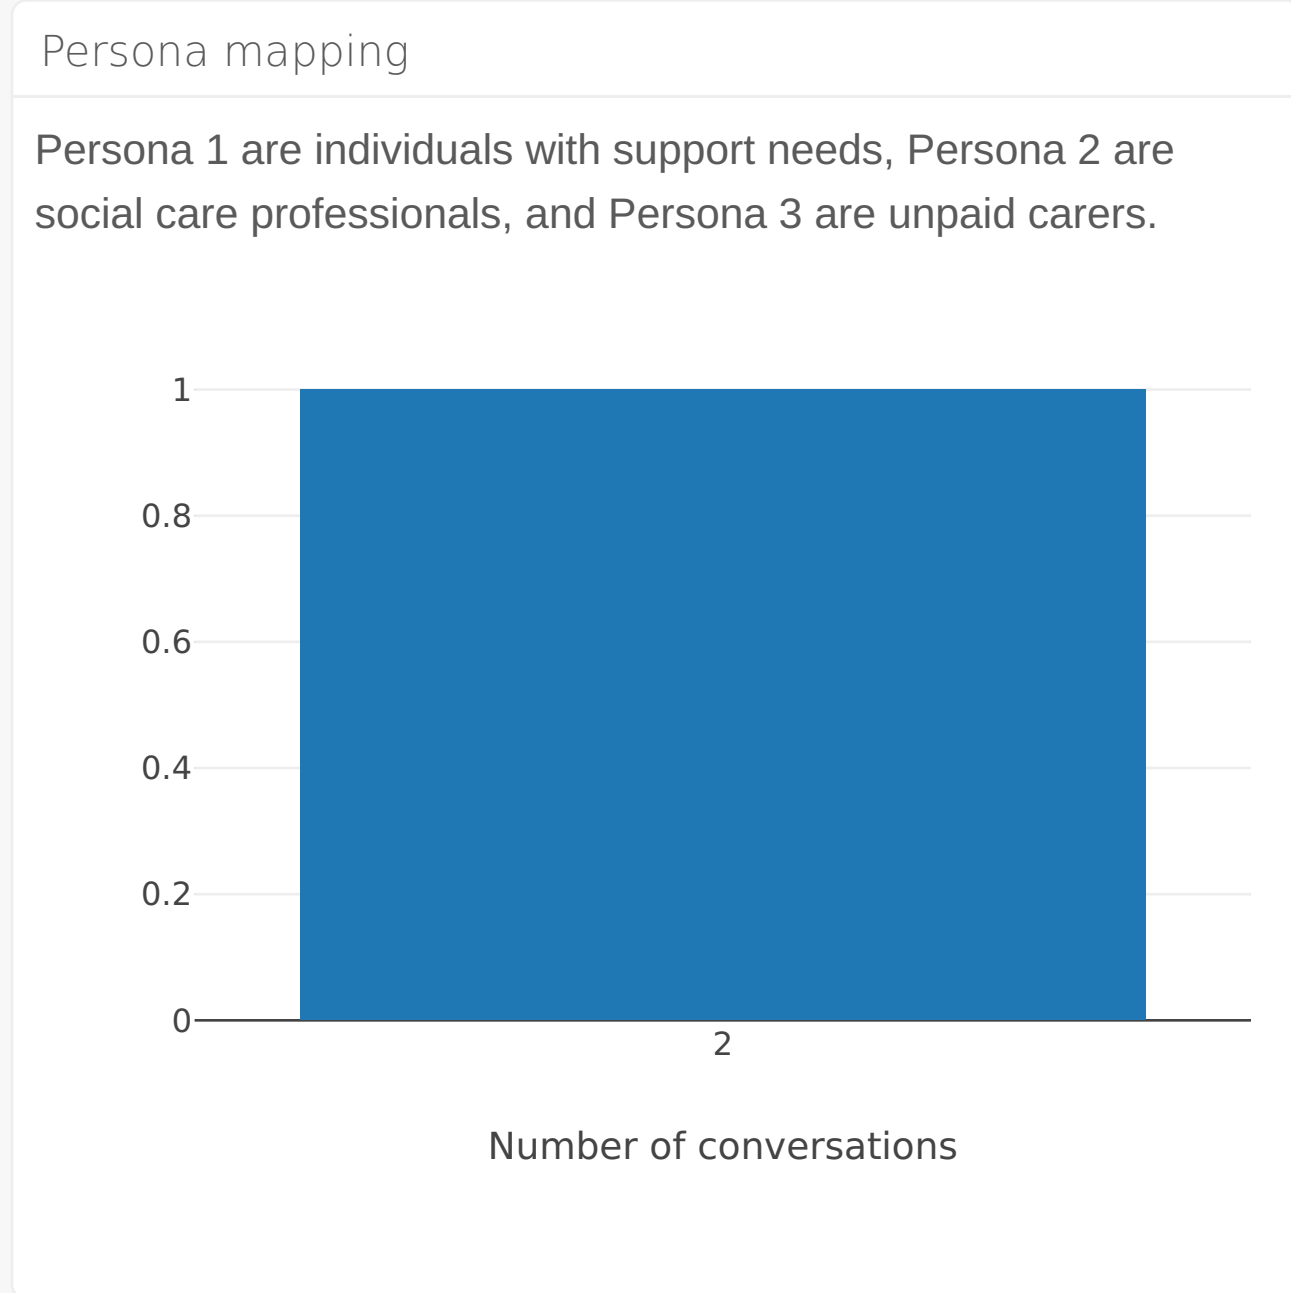 Persona mapping
Persona 1 are individuals with support needs, Persona 2 are
social care professionals, and Persona 3 are unpaid carers.
1
0.8
0.6
0.4
0.2
0
2
Number of conversations